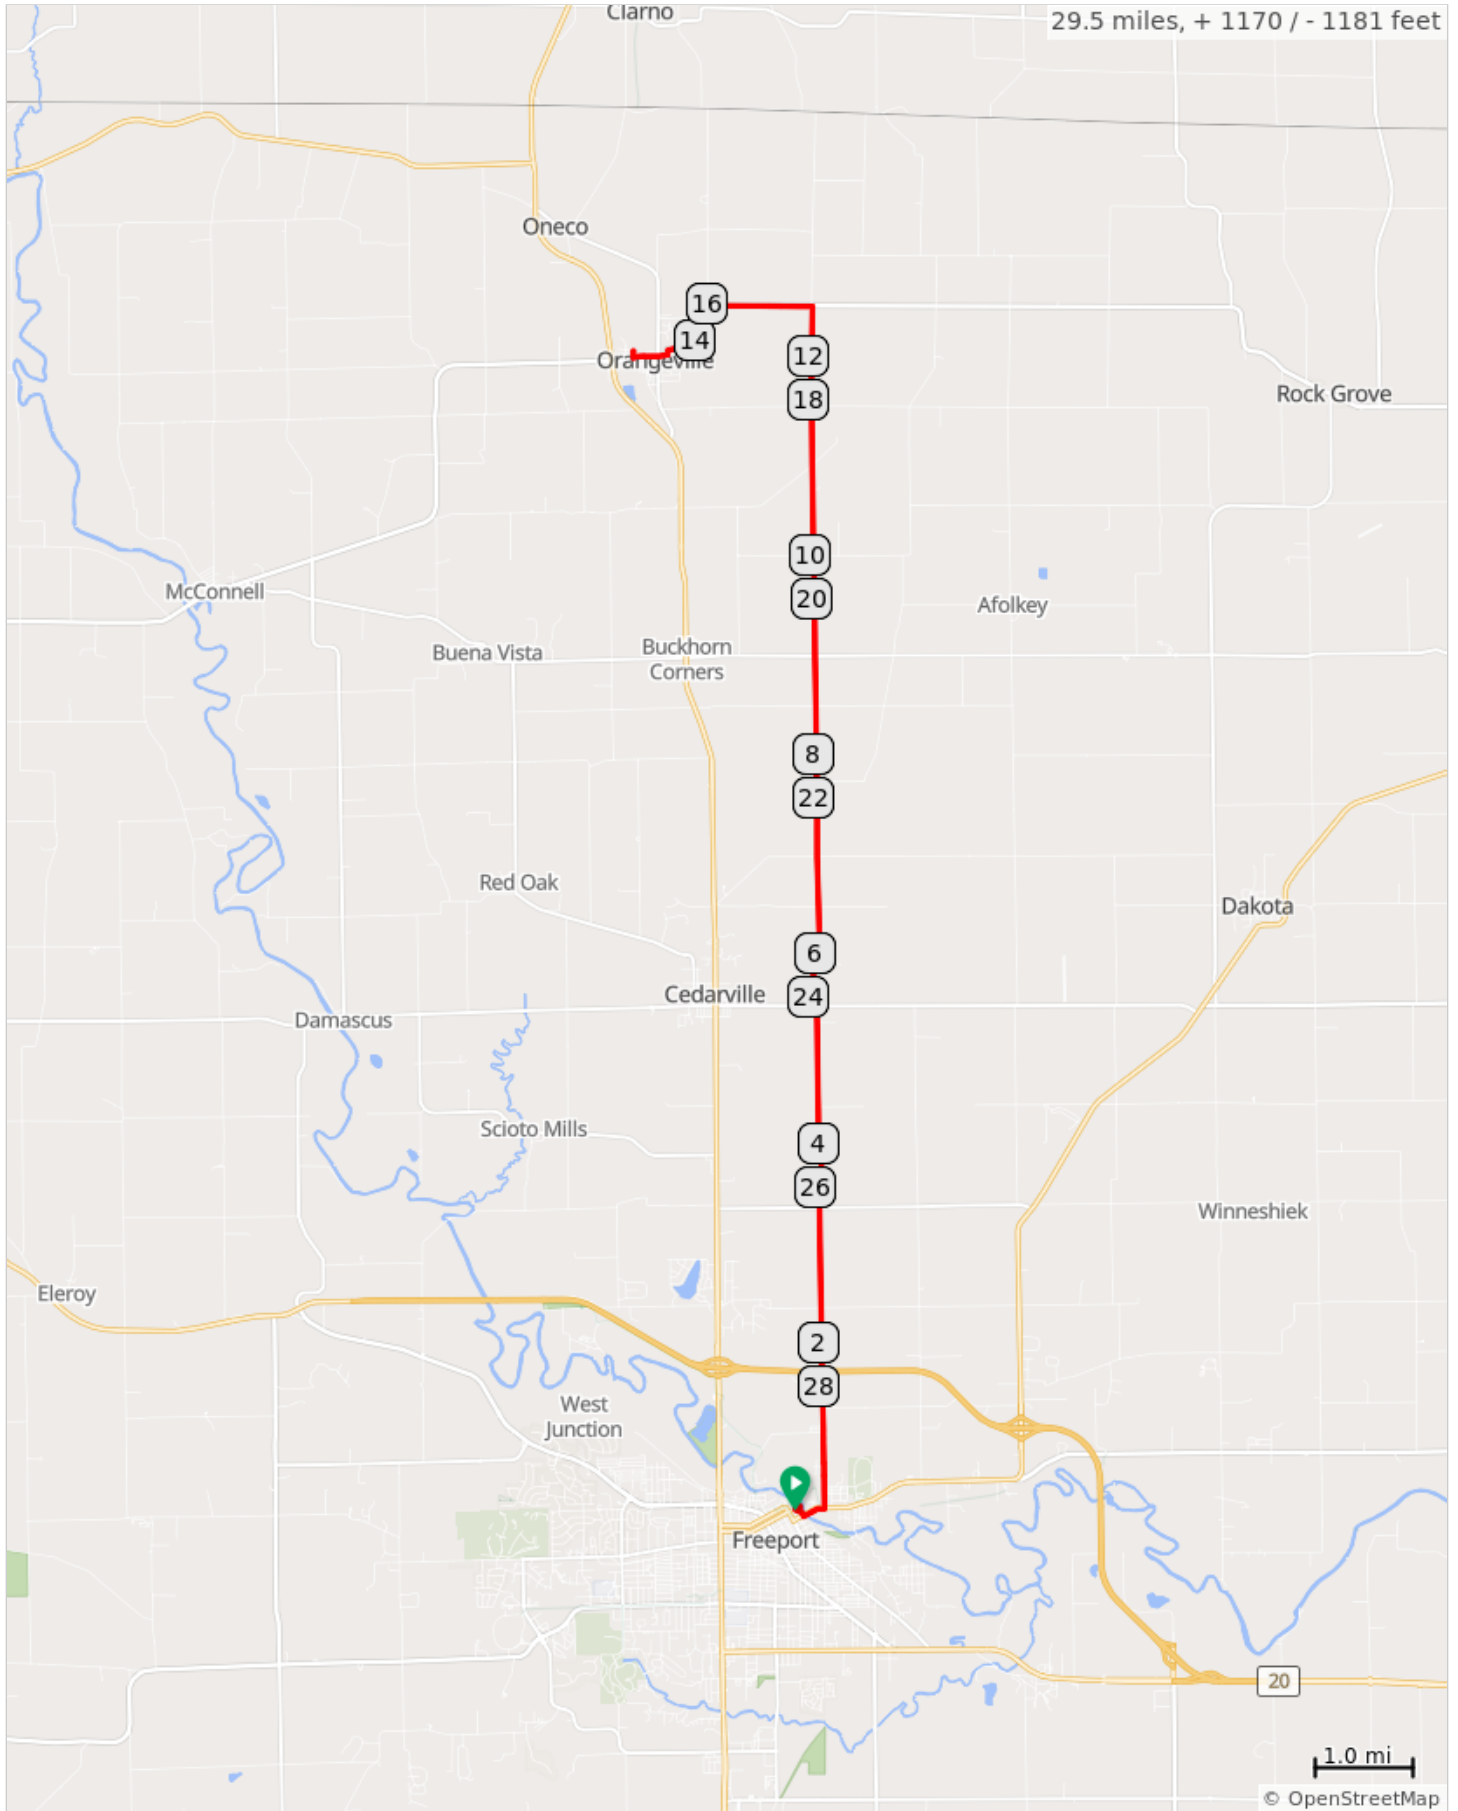 Clarno
29.5 miles, + 1170 / - 1181 feet
Oneco
16
14
12
Orangeville
18
Rock Grove
10
McConnell
20
Afolkey
Buena Vista
Buckhorn
Corners
8
22
Red Oak
Dakota
6
Cedarville
24
Damascus
Scioto Mills
4
26
Winneshiek
Eleroy
2
28
West
Junction
Freeport
20
1.0 mi
© OpenStreetMap